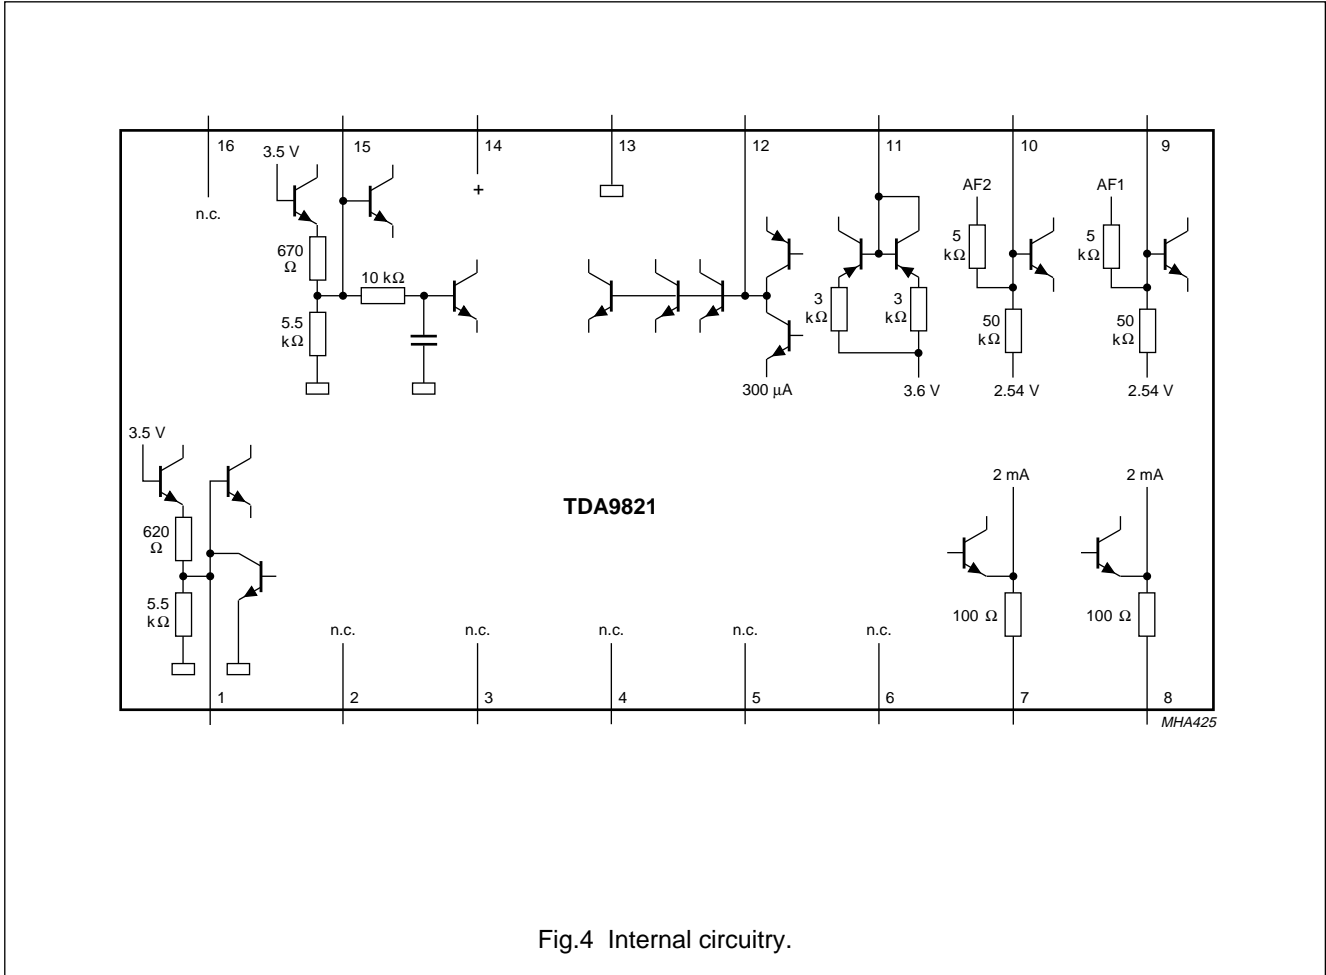 16
15
14
13
12
11
10
9
3.5 V
n.c.
+
AF2
AF1
670
Ω
10 kΩ
5
kΩ
5
kΩ
5.5
kΩ
3
kΩ
3
kΩ
50
kΩ
50
kΩ
300 μA
3.6 V
2.54 V
2.54 V
3.5 V
TDA9821
2 mA
2 mA
620
Ω
5.5
kΩ
100 Ω
100 Ω
n.c.
n.c.
n.c.
n.c.
n.c.
1
2
3
4
5
6
7
8
MHA425
Fig.4 Internal circuitry.